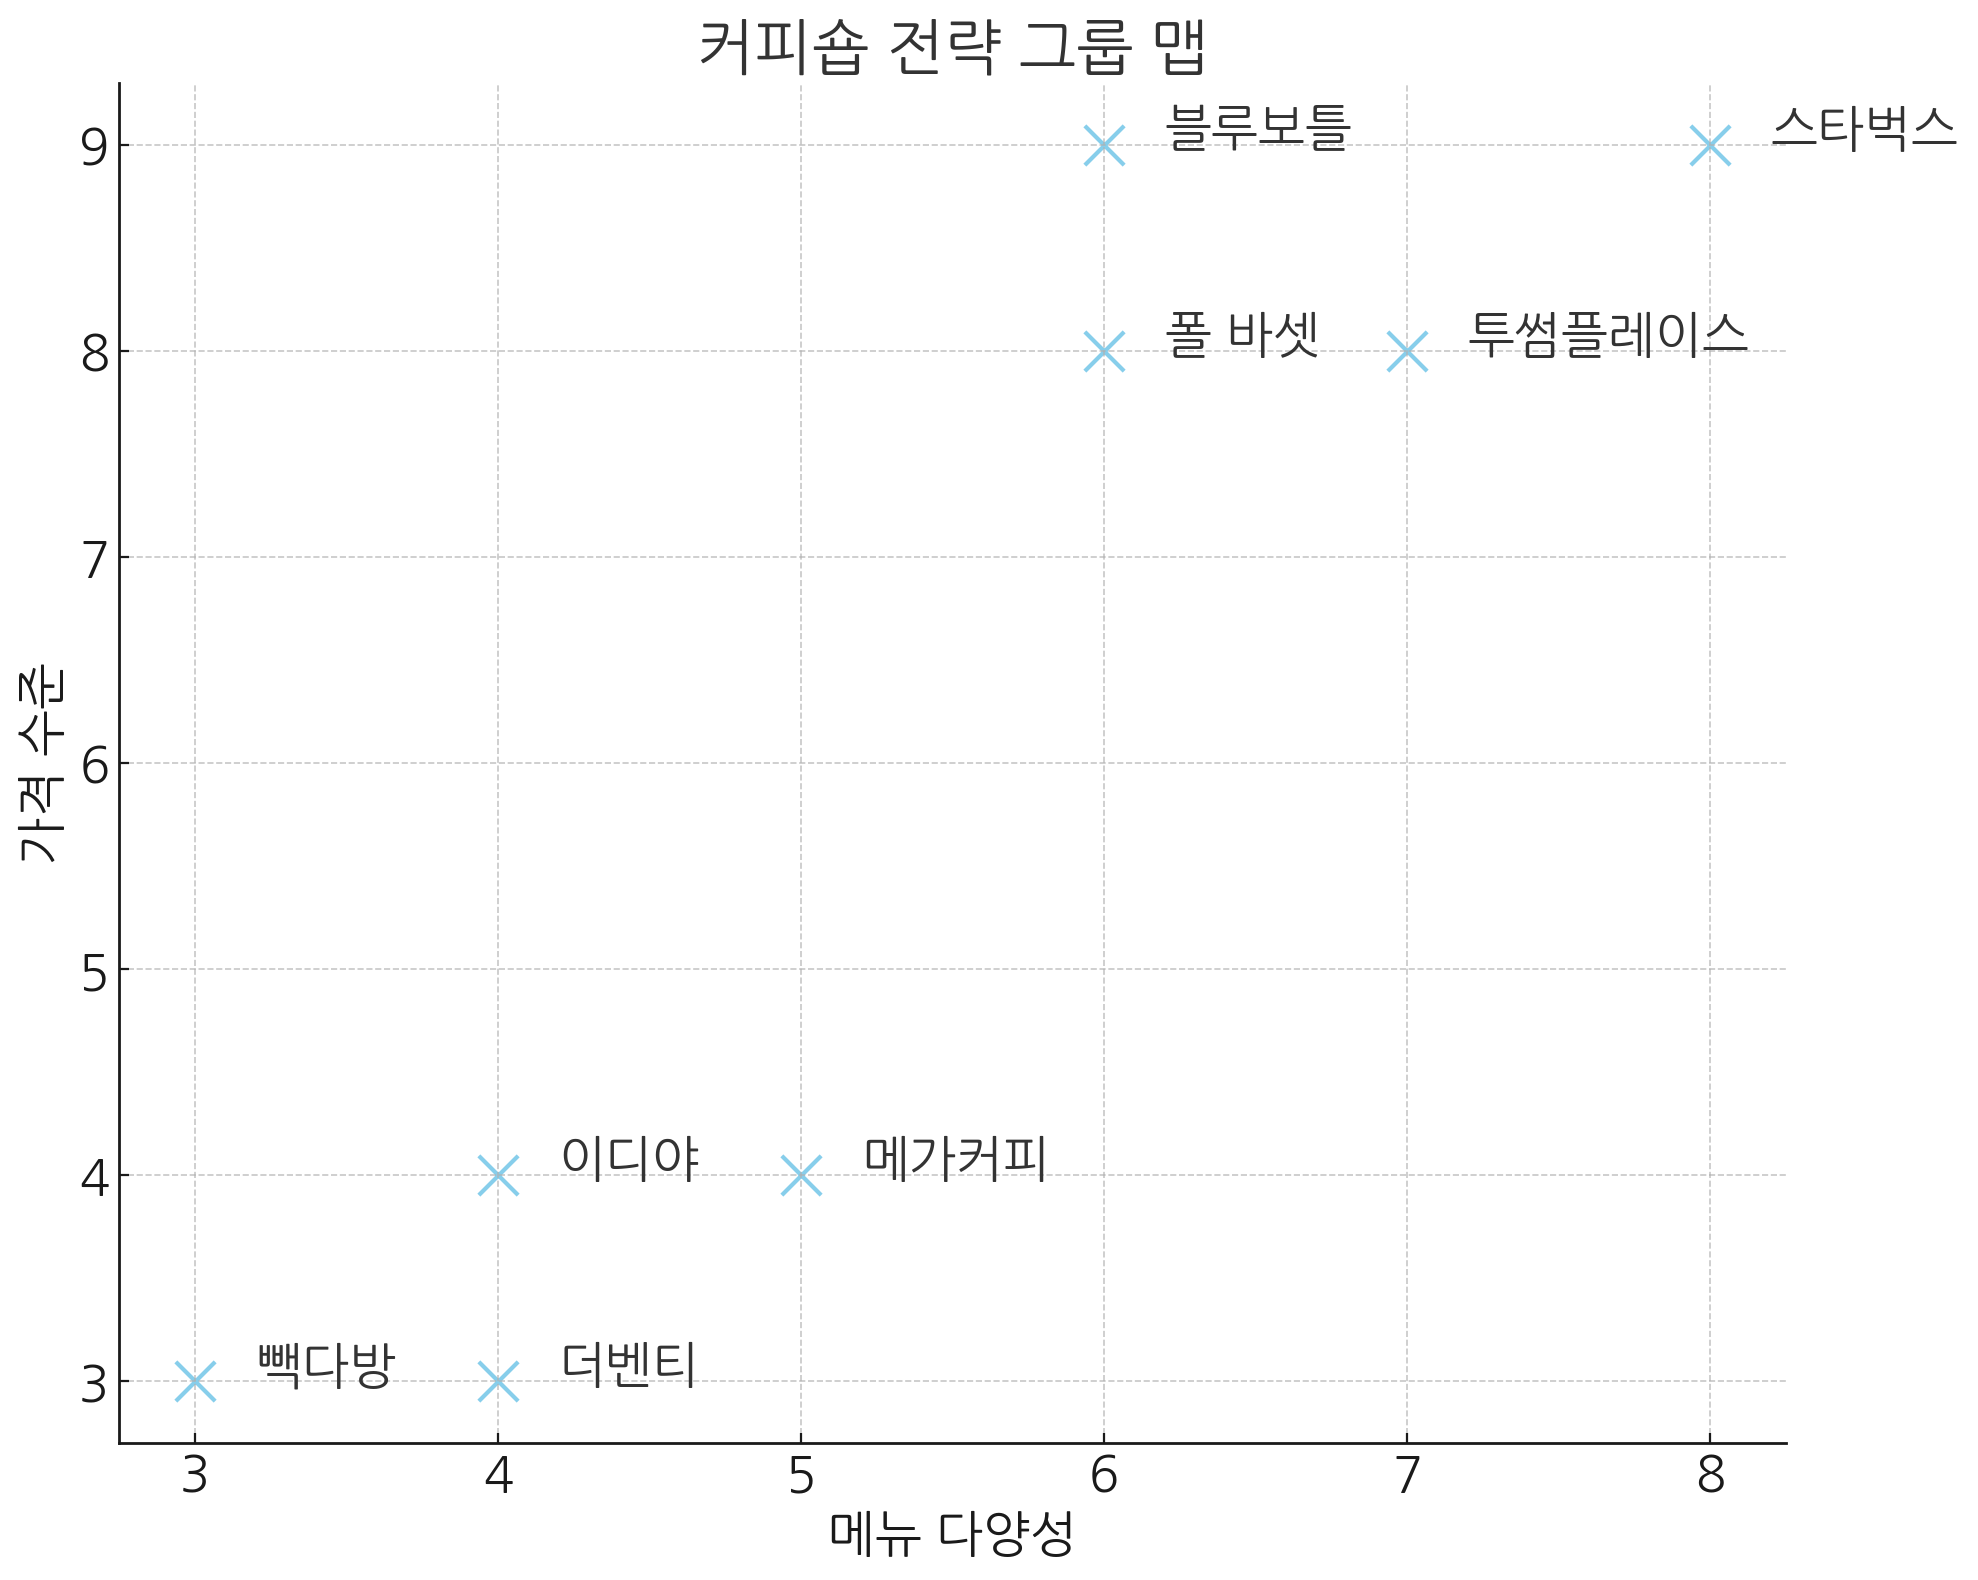 커피숍 전략 그룹 맵
9
블루보틀
스타벅스
8
폴 바셋
투썸플레이스
7
6
5
4
이디야
메가커피
3
빽다방
더벤티
가격 수준
3 4 5 6 7 8
메뉴 다양성